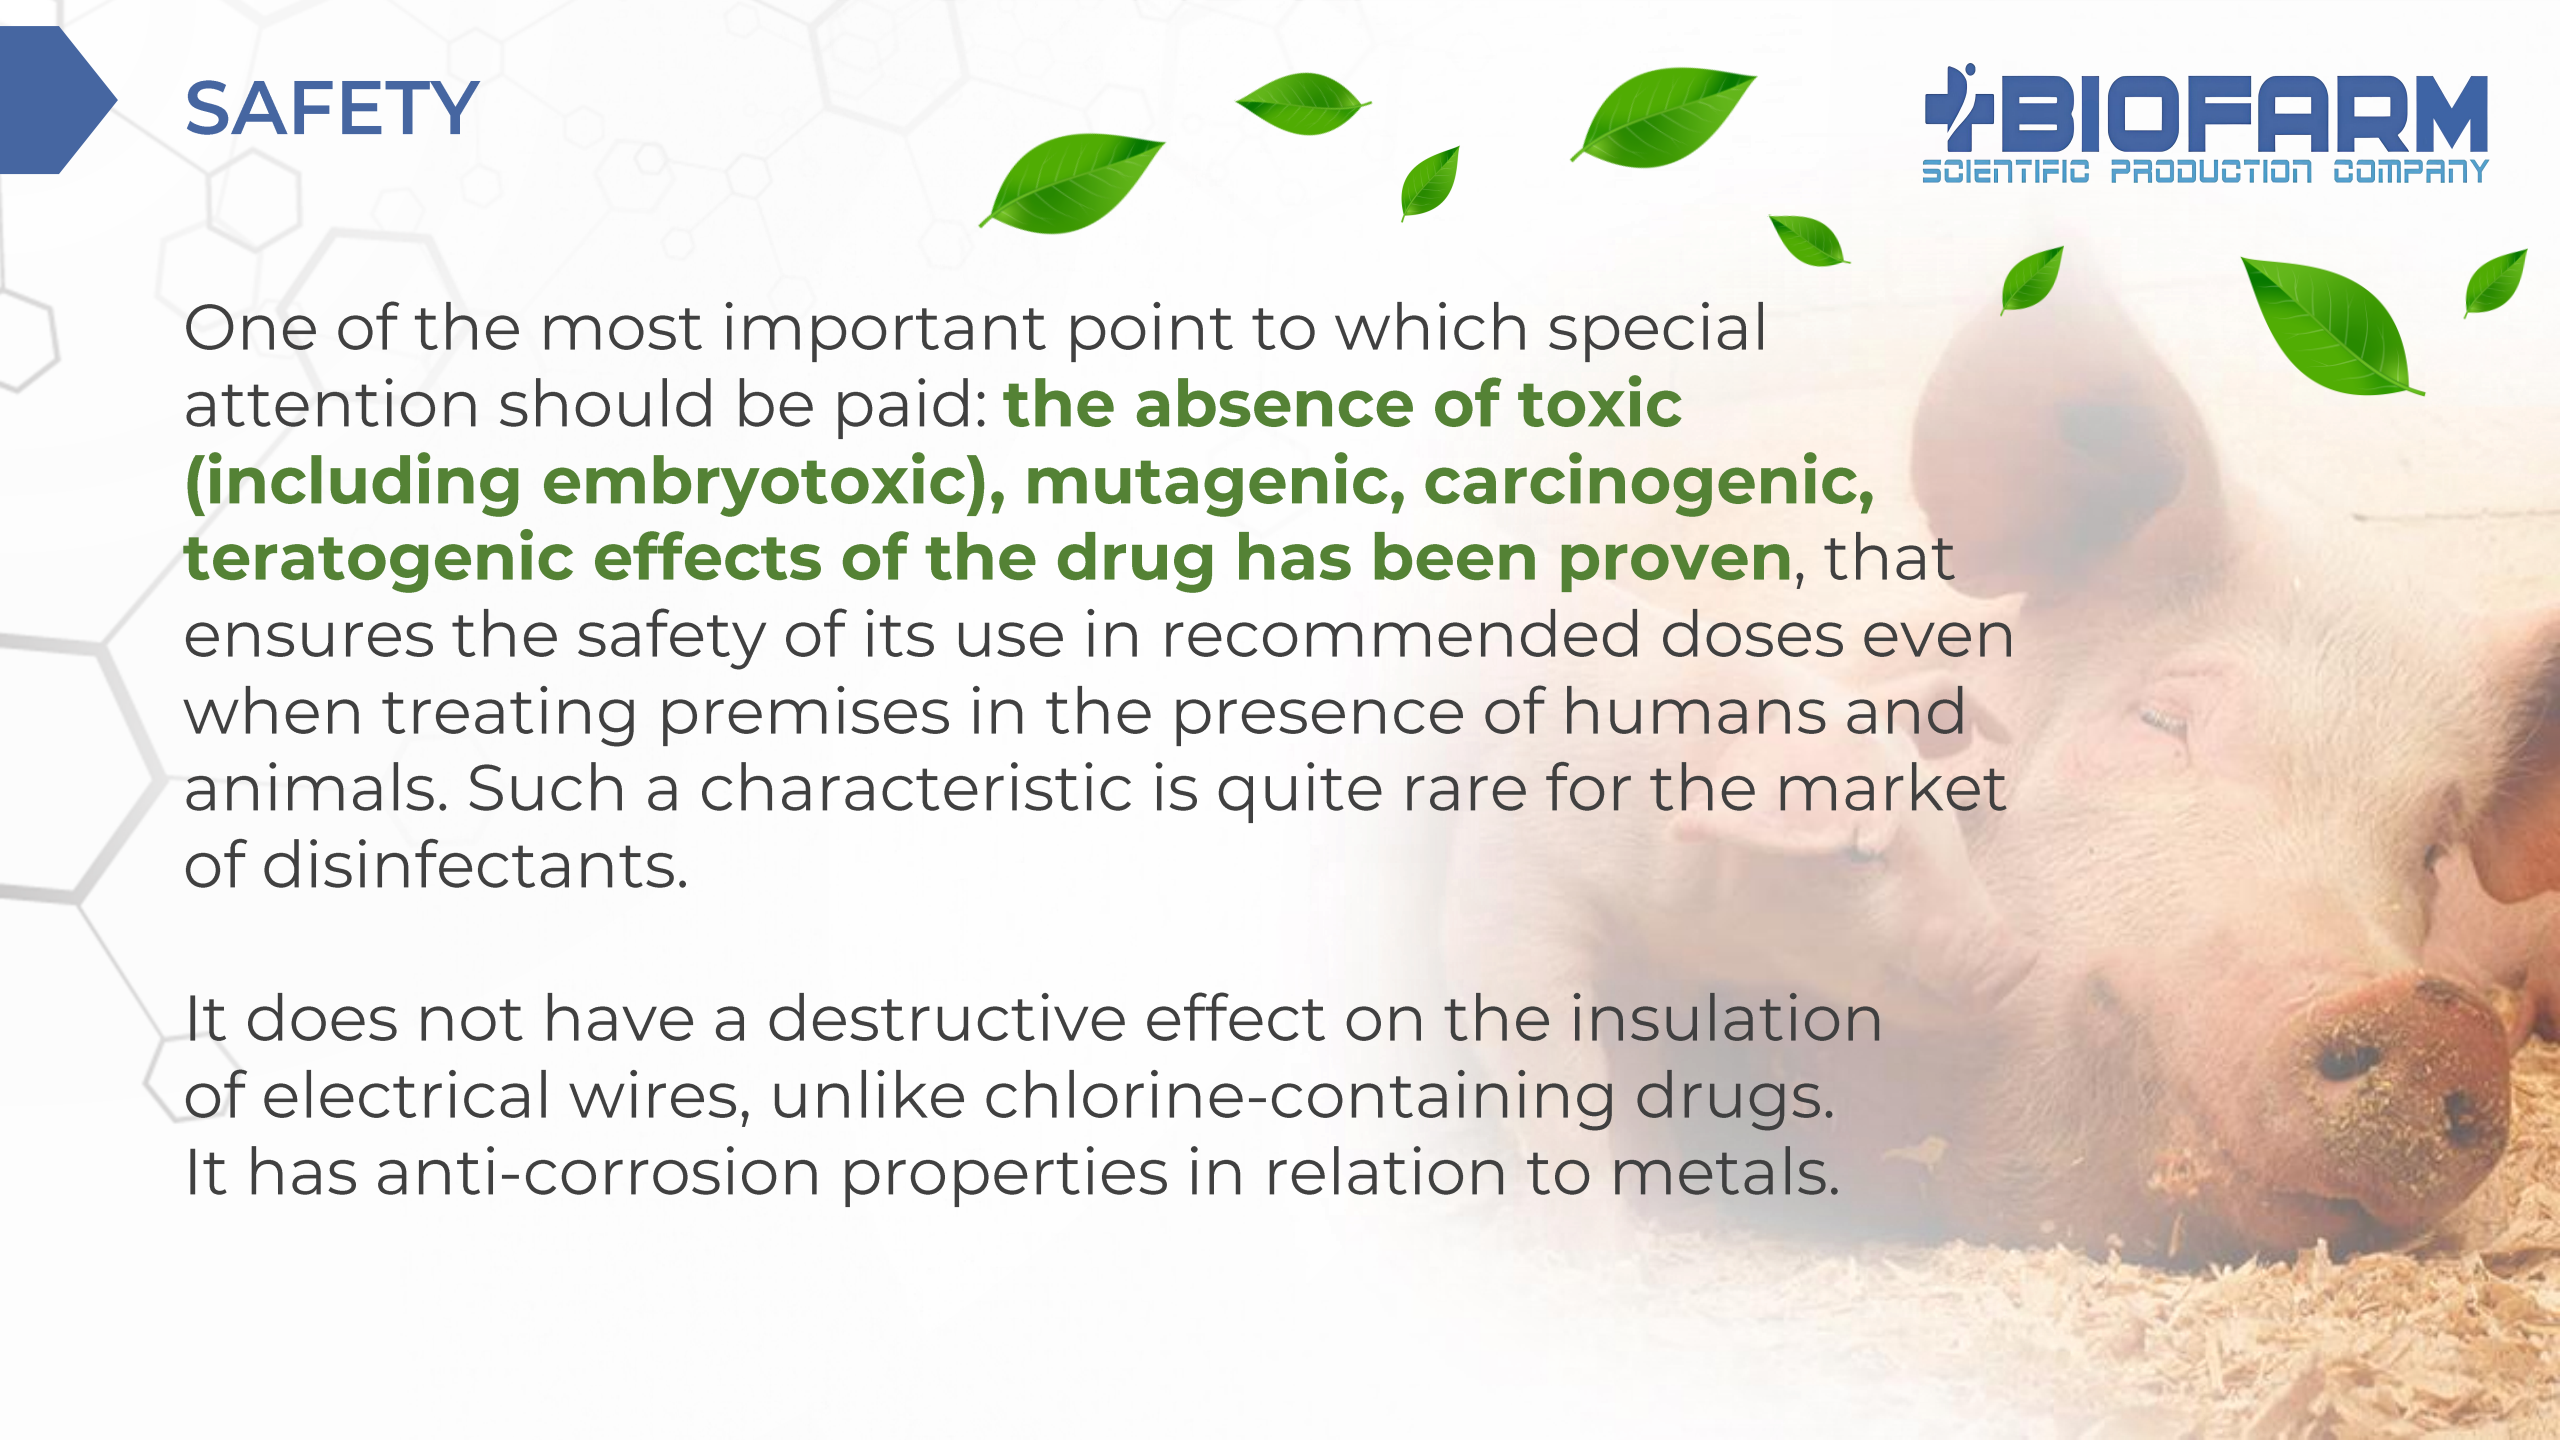 SAFETY
BIOFARM
SCIENTIFIC PRODUCTION COMPANY
One of the most important point to which special
attention should be paid: the absence of toxic
(including embryotoxic), mutagenic, carcinogenic,
teratogenic effects of the drug has been proven, that
ensures the safety of its use in recommended doses even
when treating premises in the presence of humans and
animals. Such a characteristic is quite rare for the market
of disinfectants.
It does not have a destructive effect on the insulation
of electrical wires, unlike chlorine-containing drugs.
It has anti-corrosion properties in relation to metals.